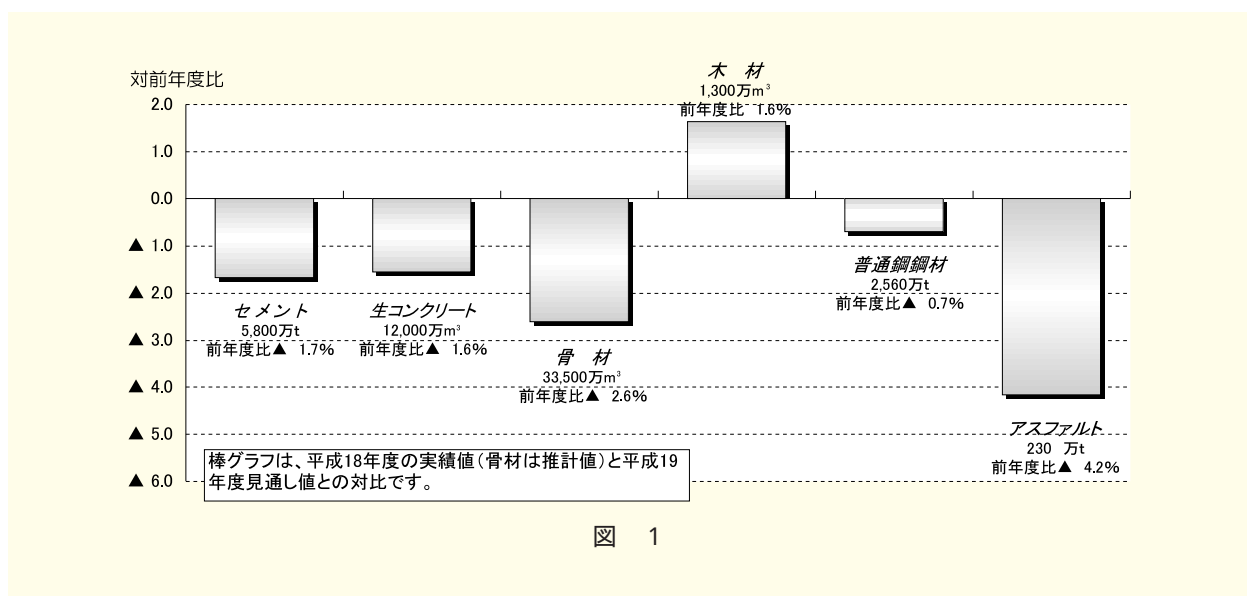 対前年度比
2.0
1.0
0.0
▲ 1.0
▲ 2.0
▲ 3.0
▲ 4.0
▲ 5.0
▲ 6.0
セメント
5,800万t
前年度比▲ 1.7%
生コンクリート
12,000万m³
前年度比▲ 1.6%
骨 材
33,500万m³
前年度比▲ 2.6%
木 材
1,300万m³
前年度比 1.6%
普通鋼鋼材
2,560万t
前年度比▲ 0.7%
アスファルト
230 万t
前年度比▲ 4.2%
棒グラフは、平成18年度の実績値（骨材は推計値）と平成19
年度見通し値との対比です。
図 1